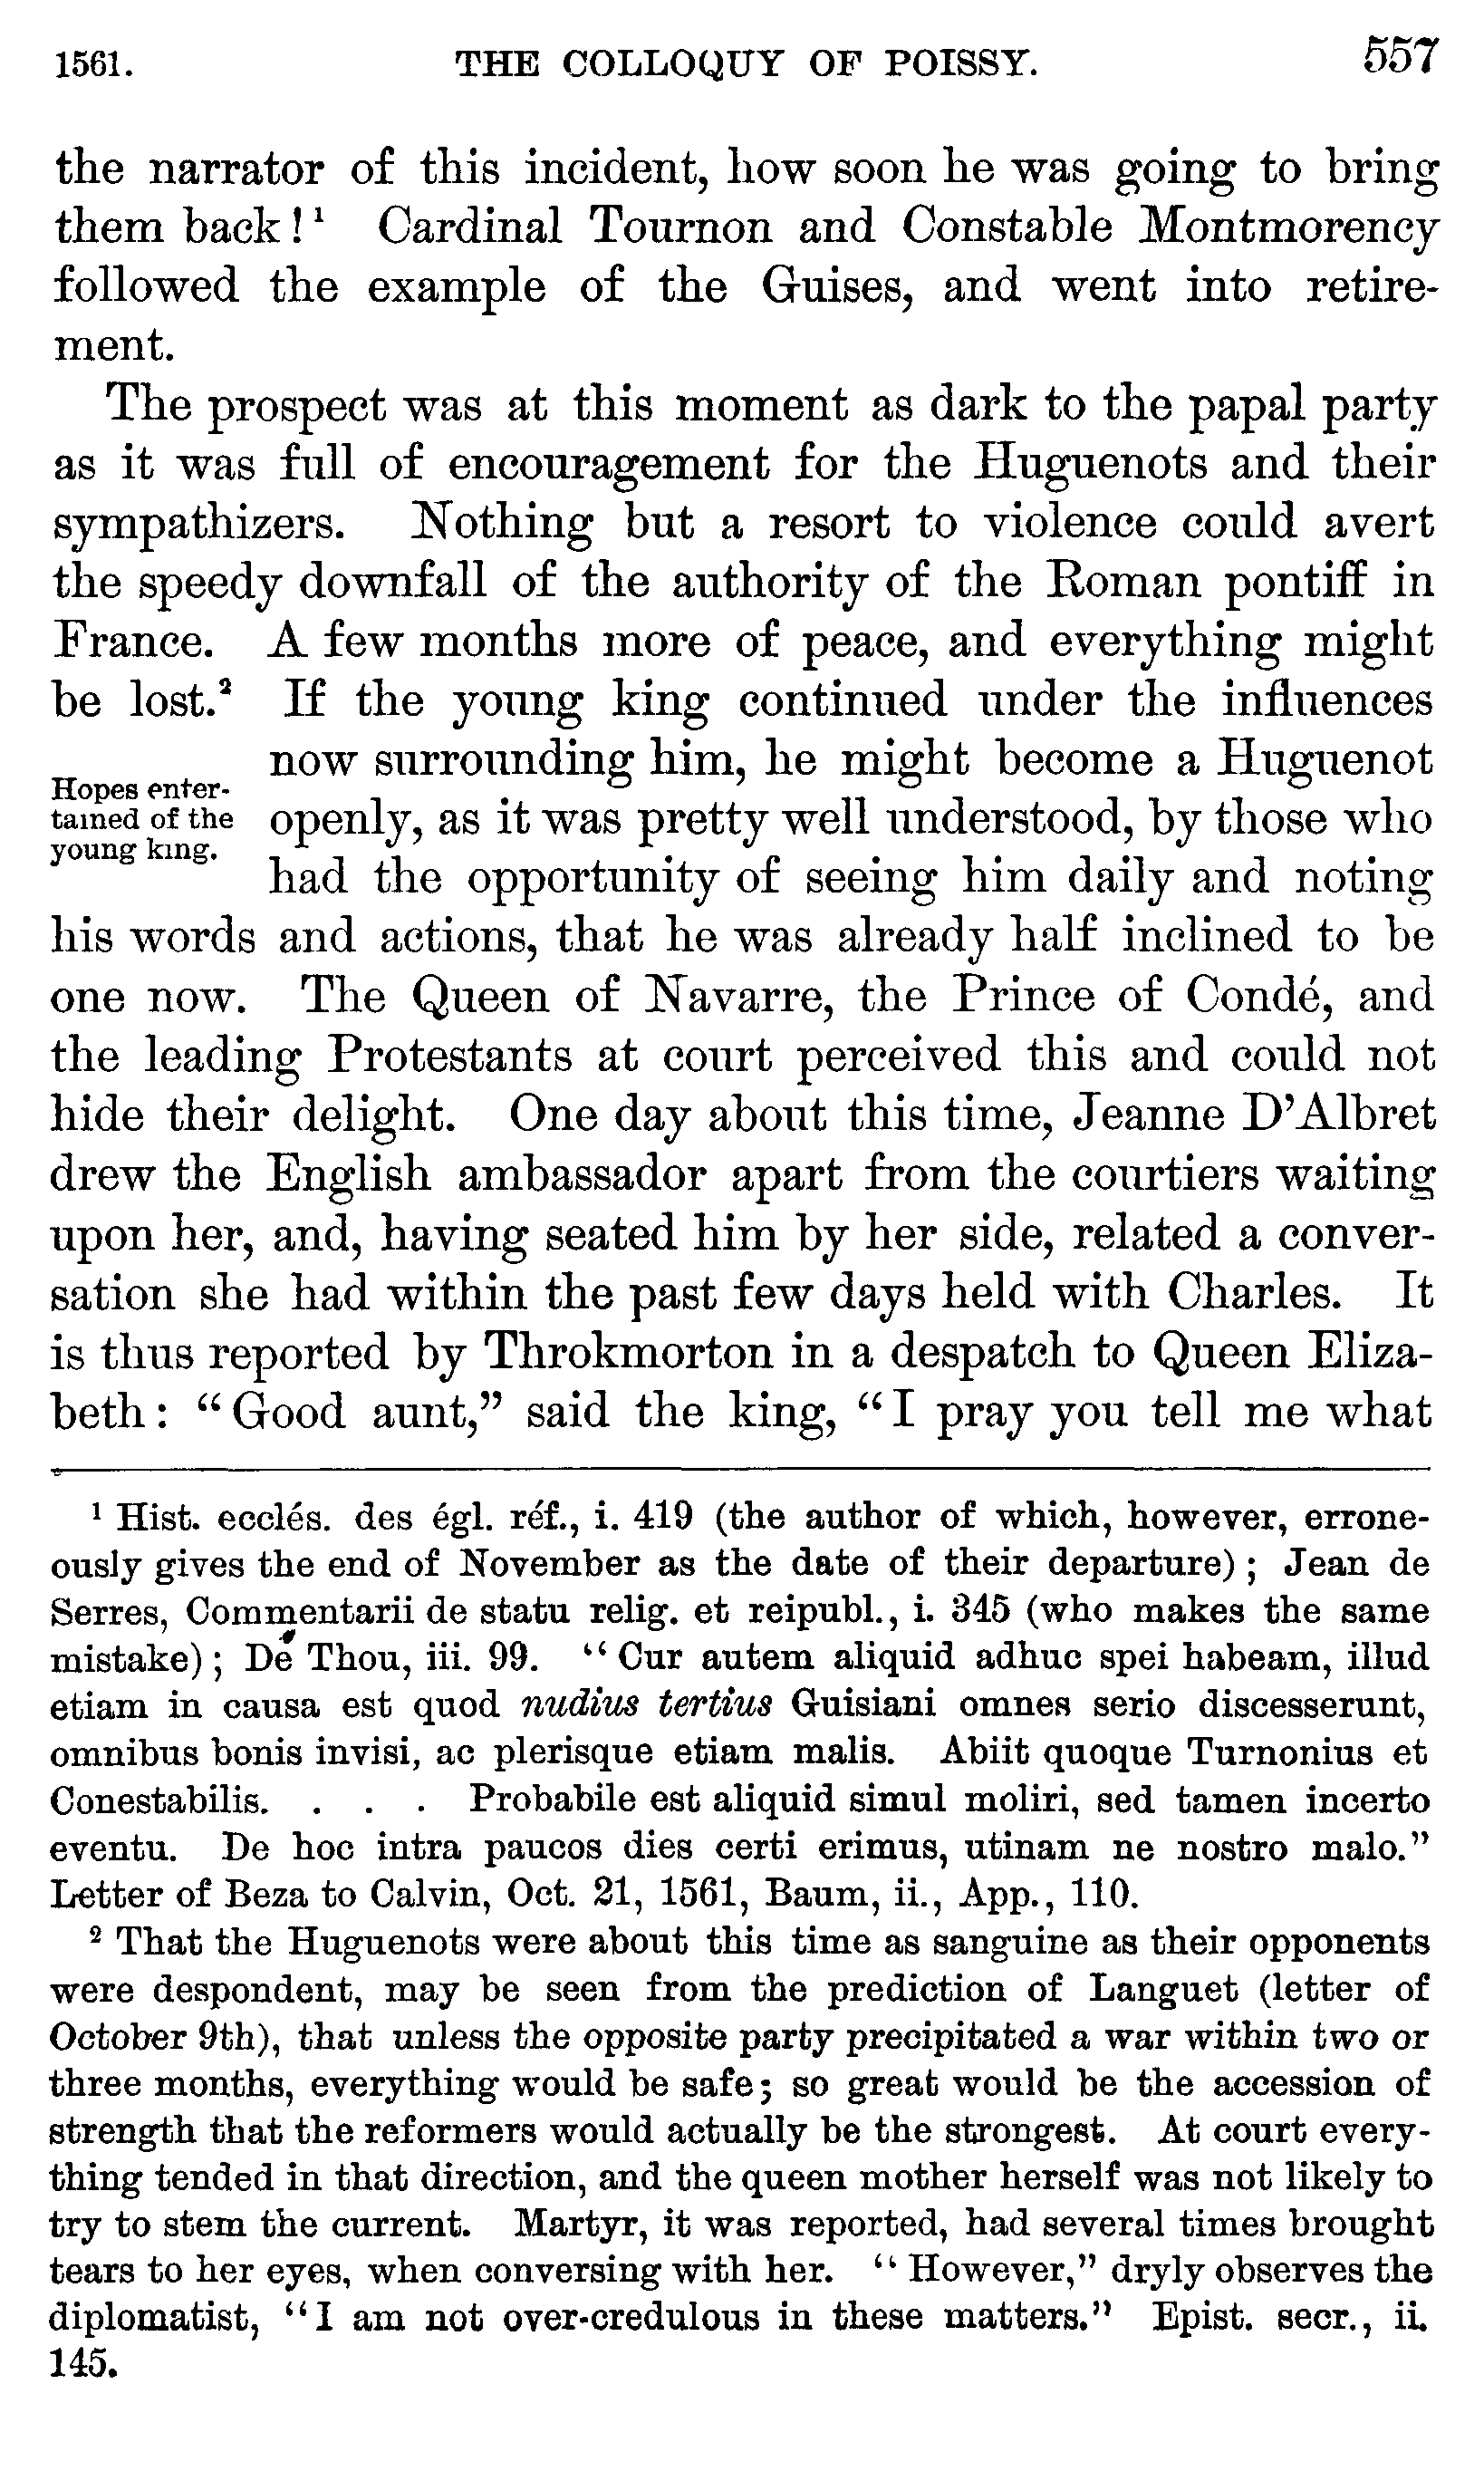 1561. THE COLLOQUY OF POISSY. 557
the narrator of this incident, how soon he was going to bring
them back!¹ Cardinal Tournon and Constable Montmorency
followed the example of the Guises, and went into retire-
ment.
The prospect was at this moment as dark to the papal party
as it was full of encouragement for the Huguenots and their
sympathizers. Nothing but a resort to violence could avert
the speedy downfall of the authority of the Roman pontiff in
France. A few months more of peace, and everything might
be lost.² If the young king continued under the influences
now surrounding him, he might become a Huguenot
Hopes enter-
tained of the
young king.
openly, as it was pretty well understood, by those who
had the opportunity of seeing him daily and noting
his words and actions, that he was already half inclined to be
one now. The Queen of Navarre, the Prince of Condé, and
the leading Protestants at court perceived this and could not
hide their delight. One day about this time, Jeanne D'Albret
drew the English ambassador apart from the courtiers waiting
upon her, and, having seated him by her side, related a conver-
sation she had within the past few days held with Charles. It
is thus reported by Throkmorton in a despatch to Queen Eliza-
beth: "Good aunt," said the king, "I pray you tell me what
¹ Hist. ecclés. des égl. réf., i. 419 (the author of which, however, errone-
ously gives the end of November as the date of their departure); Jean de
Serres, Commentarii de statu relig. et reipubl., i. 345 (who makes the same
mistake); De Thou, iii. 99. "Cur autem aliquid adhuc spei habeam, illud
etiam in causa est quod nudius tertius Guisiani omnes serio discesserunt,
omnibus bonis invisi, ac plerisque etiam malis. Abiit quoque Turnonius et
Conestabilis. . . . Probabile est aliquid simul moliri, sed tamen incerto
eventu. De hoc intra paucos dies certi erimus, utinam ne nostro malo."
Letter of Beza to Calvin, Oct. 21, 1561, Baum, ii., App., 110.
² That the Huguenots were about this time as sanguine as their opponents
were despondent, may be seen from the prediction of Languet (letter of
October 9th), that unless the opposite party precipitated a war within two or
three months, everything would be safe; so great would be the accession of
strength that the reformers would actually be the strongest. At court every-
thing tended in that direction, and the queen mother herself was not likely to
try to stem the current. Martyr, it was reported, had several times brought
tears to her eyes, when conversing with her. "However," dryly observes the
diplomatist, "I am not over-credulous in these matters." Epist. secr., ii.
145.